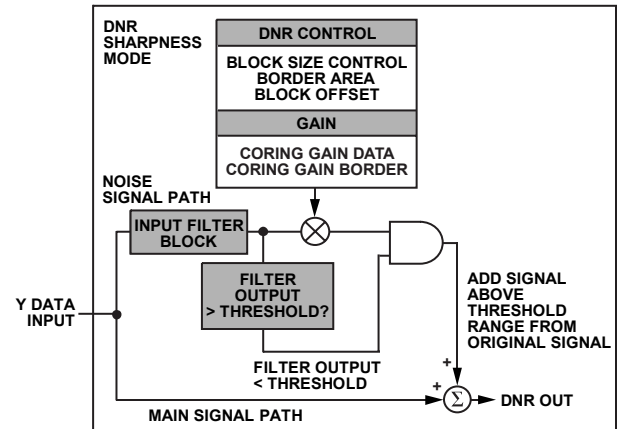 DNR
SHARPNESS
MODE
DNR CONTROL
BLOCK SIZE CONTROL
BORDER AREA
BLOCK OFFSET
GAIN
CORING GAIN DATA
CORING GAIN BORDER
NOISE
SIGNAL PATH
INPUT FILTER
BLOCK
FILTER
OUTPUT
> THRESHOLD?
Y DATA
INPUT
FILTER OUTPUT
< THRESHOLD
ADD SIGNAL
ABOVE
THRESHOLD
RANGE FROM
ORIGINAL SIGNAL
+
+
Σ
DNR OUT
MAIN SIGNAL PATH